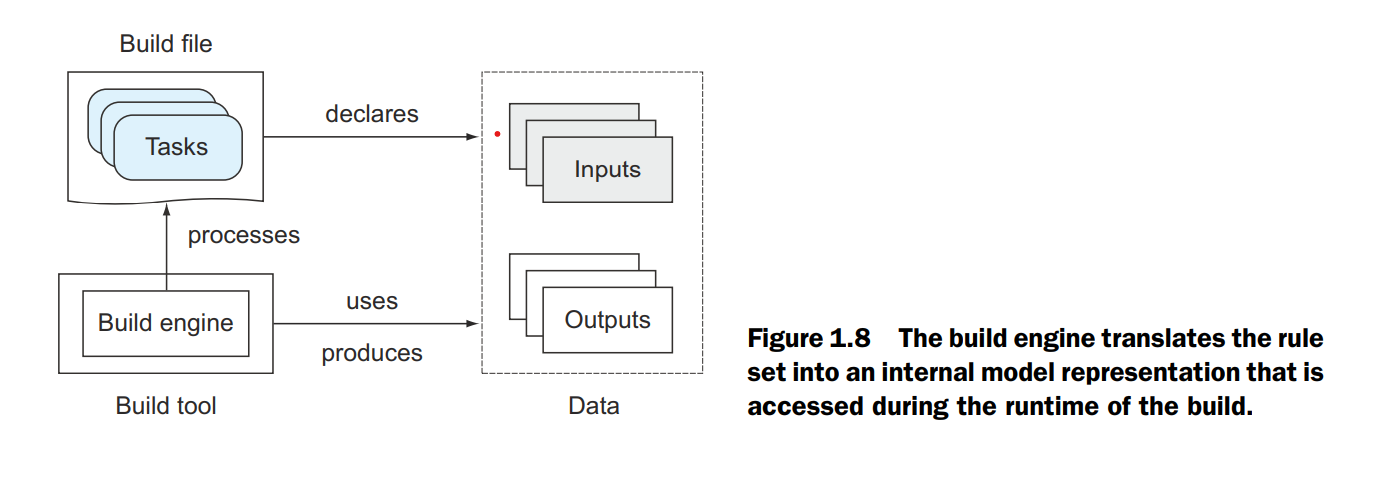 Build file
Tasks
declares
Inputs
processes
Build engine
uses
produces
Outputs
Build tool
Data
Figure 1.8 The build engine translates the rule
set into an internal model representation that is
accessed during the runtime of the build.